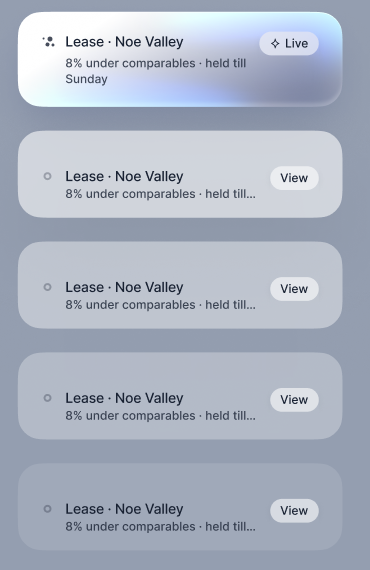 Lease · Noe Valley
Live
8% under comparables · held till
Sunday
Lease · Noe Valley
View
8% under comparables · held till...
Lease · Noe Valley
View
8% under comparables · held till...
Lease · Noe Valley
View
8% under comparables · held till...
Lease · Noe Valley
View
8% under comparables · held till...